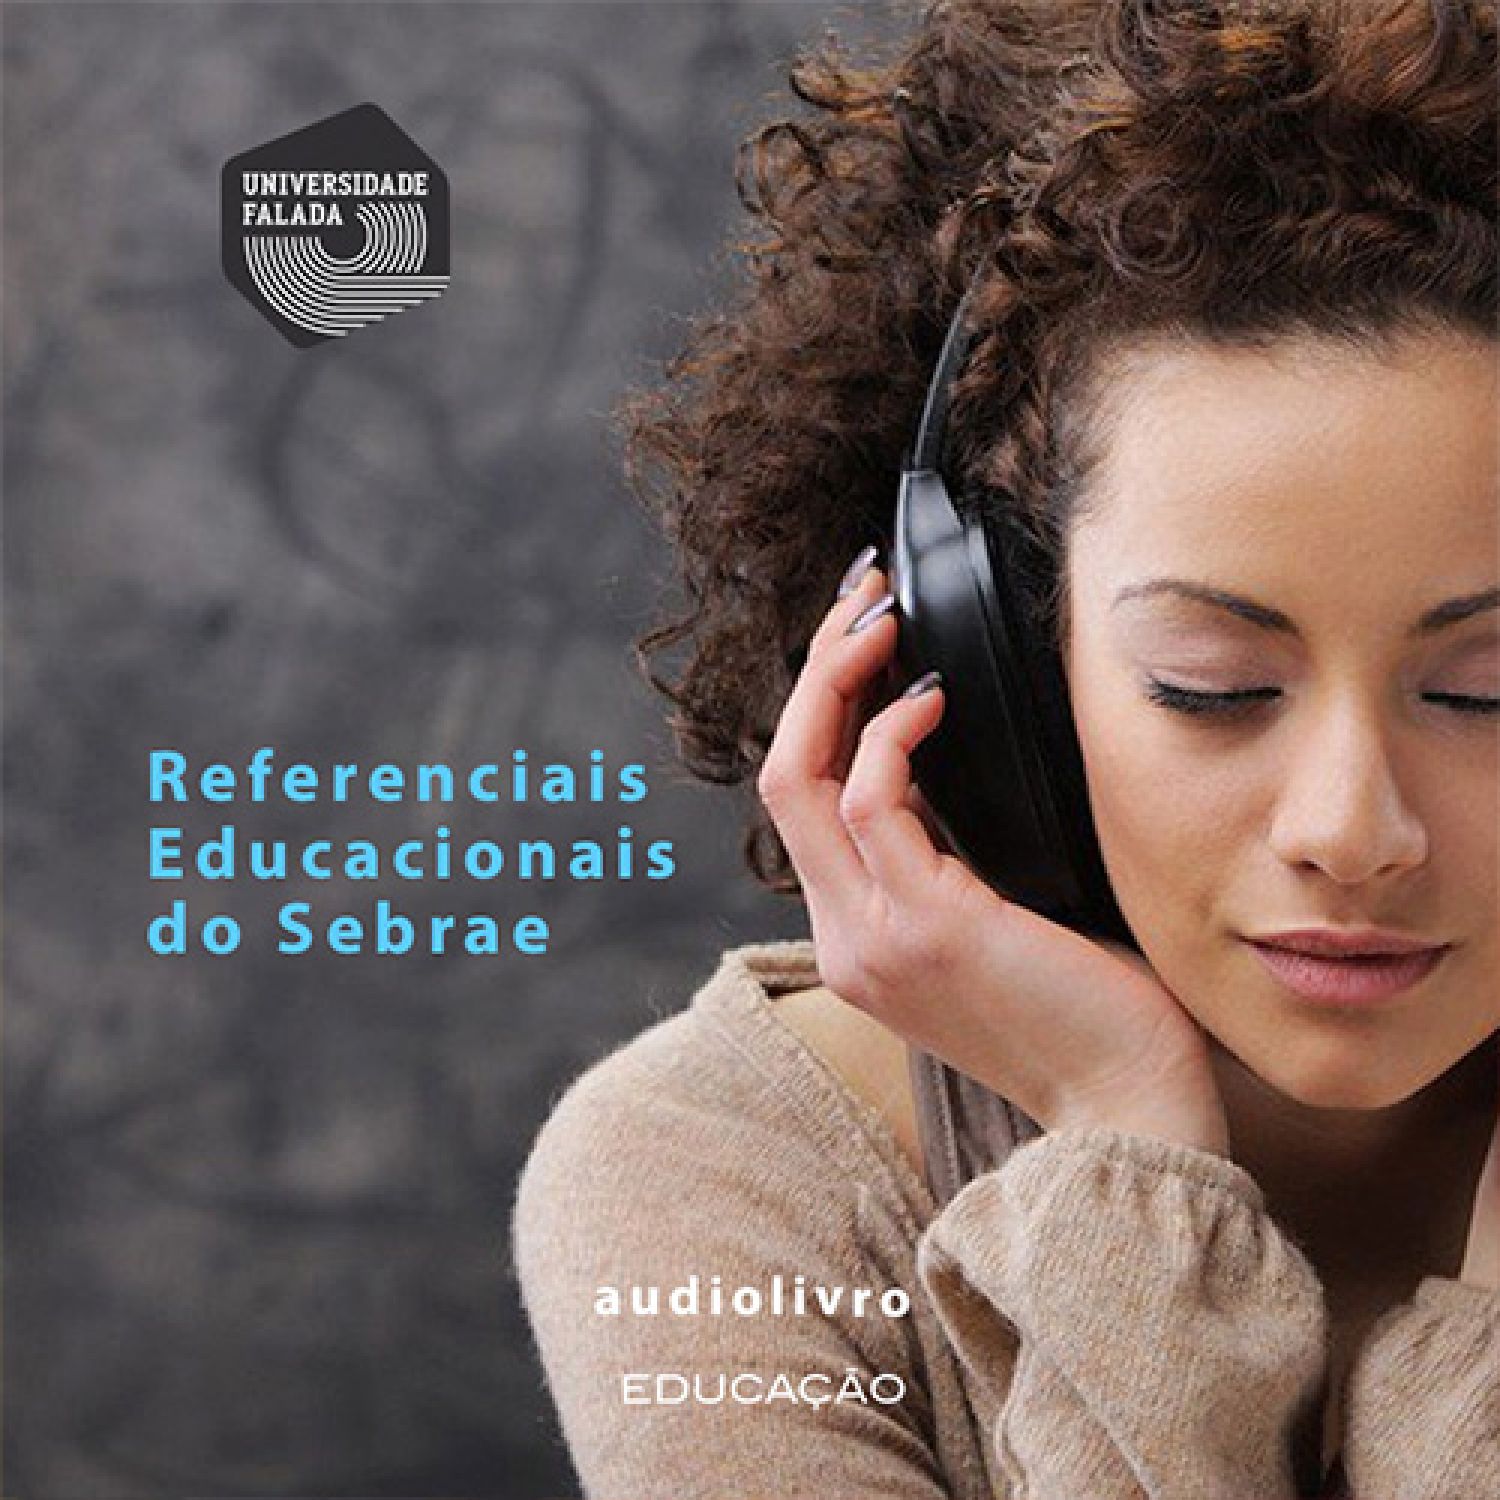 UNIVERSIDADE
FALADA
Referenciais
Educacionais
do Sebrae
audiolivro
EDUCAÇÃO